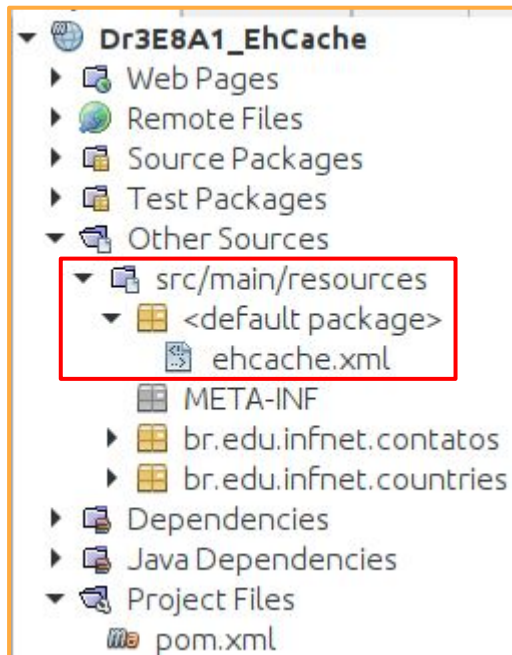 Dr3E8A1_EhCache
Web Pages
Remote Files
Source Packages
Test Packages
Other Sources
src/main/resources
<default package>
ehcache.xml
META-INF
br.edu.infnet.contatos
br.edu.infnet.countries
Dependencies
Java Dependencies
Project Files
pom.xml